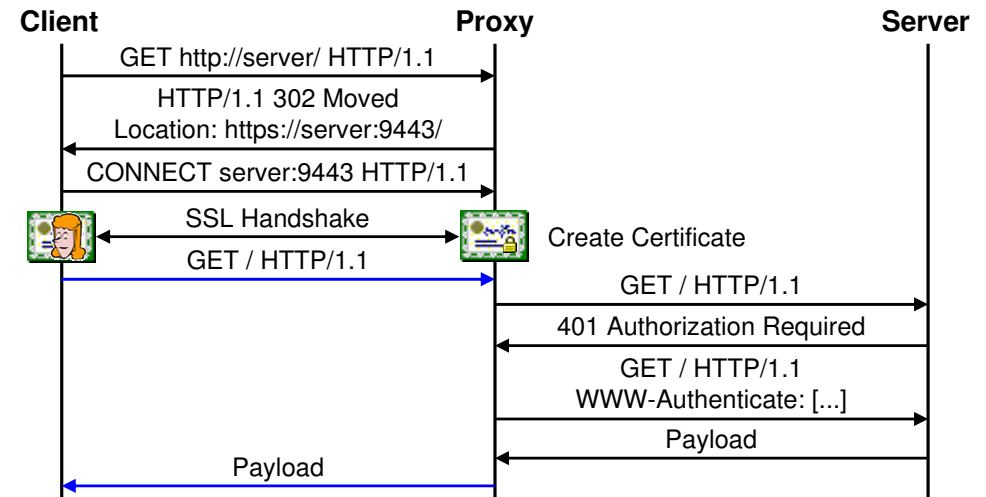 Client
Proxy
Server
GET http://server/ HTTP/1.1
HTTP/1.1 302 Moved
Location: https://server:9443/
CONNECT server:9443 HTTP/1.1
SSL Handshake
Create Certificate
GET / HTTP/1.1
GET / HTTP/1.1
401 Authorization Required
GET / HTTP/1.1
WWW-Authenticate: [...]
Payload
Payload